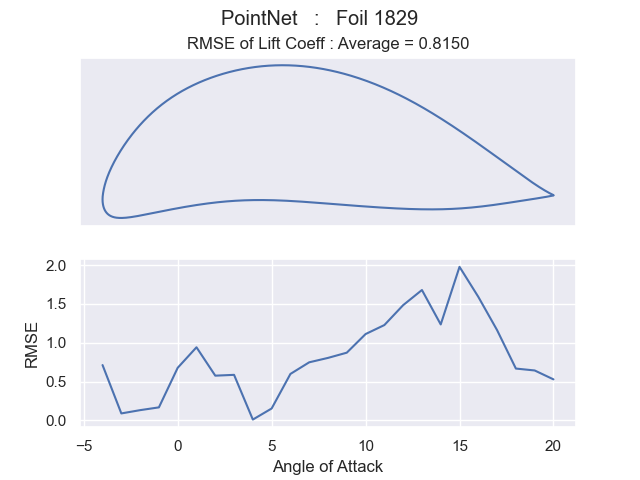 PointNet : Foil 1829
RMSE of Lift Coeff : Average = 0.8150
2.0
1.5
1.0
0.5
0.0
RMSE
−5 0 5 10 15 20
Angle of Attack